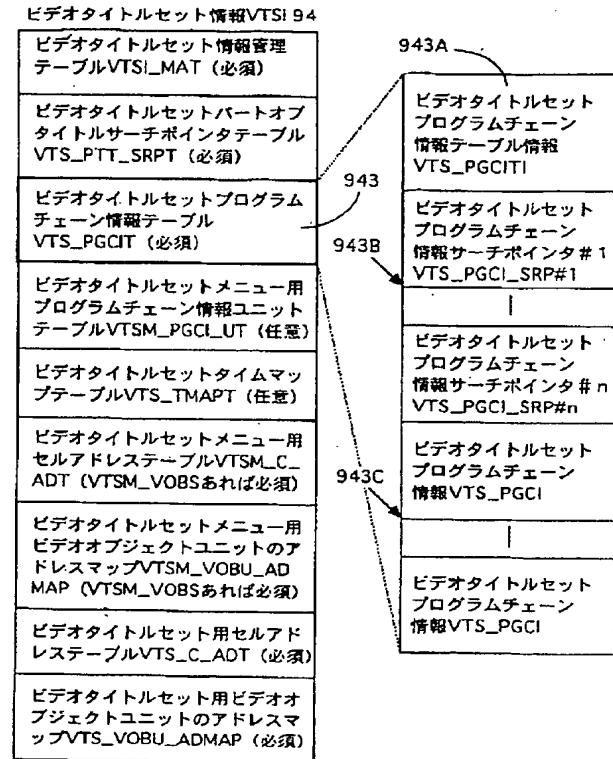 ビデオタイトルセット情報VTSI 94
ビデオタイトルセット情報管理
テーブルVTSI_MAT（必須）
ビデオタイトルセットパートオブ
タイトルサーチポインタテーブル
VTS_PTT_SRPT（必須）
ビデオタイトルセットプログラム
チェーン情報テーブル
VTS_PGCIT（必須）
ビデオタイトルセットメニュー用
プログラムチェーン情報ユニット
テーブルVTSM_PGCI_UT（任意）
ビデオタイトルセットタイムマッ
プテーブルVTS_TMAPT（任意）
ビデオタイトルセットメニュー用
セルアドレステーブルVTSM_C_
ADT（VTSM_VOBSあれば必須）
ビデオタイトルセットメニュー用
ビデオオブジェクトユニットのア
ドレスマップVTSM_VOBU_AD
MAP（VTSM_VOBSあれば必須）
ビデオタイトルセット用セルアド
レステーブルVTS_C_ADT（必須）
ビデオタイトルセット用ビデオオ
ブジェクトユニットのアドレスマ
ップVTS_VOBU_ADMAP（必須）
943
943A
ビデオタイトルセット
プログラムチェーン
情報テーブル情報
VTS_PGCITI
ビデオタイトルセット
プログラムチェーン
情報サーチポインタ＃1
VTS_PGCI_SRP#1
943B
ビデオタイトルセット
プログラムチェーン
情報サーチポインタ＃n
VTS_PGCI_SRP#n
ビデオタイトルセット
プログラムチェーン
情報VTS_PGCI
943C
ビデオタイトルセット
プログラムチェーン
情報VTS_PGCI